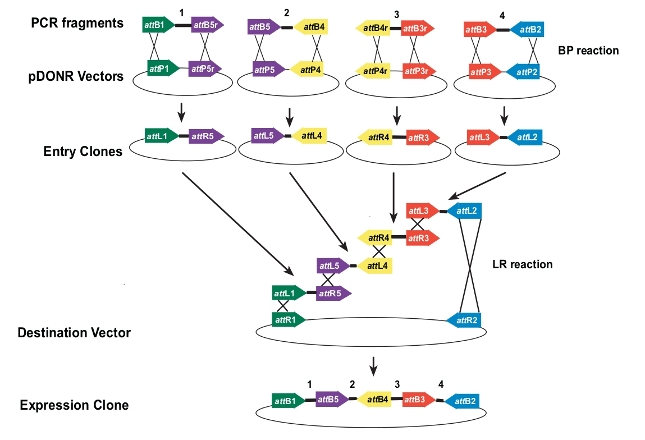 1 2 3 4
PCR fragments attB1 attB5r attB5 attB4 attB4r attB3r attB3 attB2
BP reaction
pDONR Vectors attP1 attP5r attP5 attP4 attP4r attP3r attP3 attP2
Entry Clones attL1 attR5 attL5 attL4 attR4 attR3 attL3 attL2
attL3 attL2
attR4 attR3
attL5 attL4 LR reaction
attL1 attR5
Destination Vector attR1 attR2
1 2 3 4
Expression Clone attB1 attB5 attB4 attB3 attB2